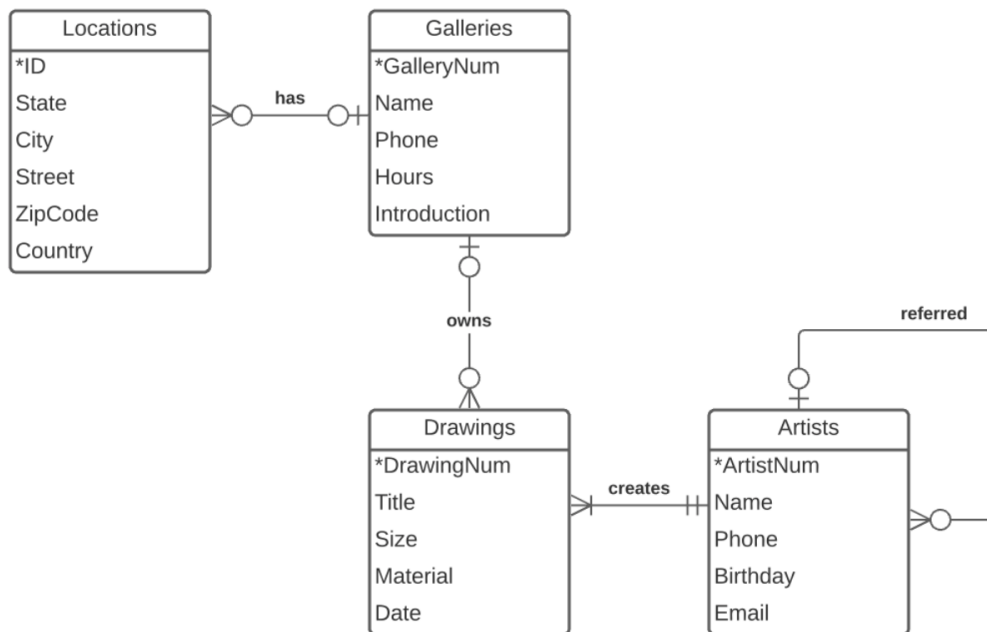 Locations
*ID
State
City
Street
ZipCode
Country
has
Galleries
*GalleryNum
Name
Phone
Hours
Introduction
owns
referred
Drawings
*DrawingNum
Title
Size
Material
Date
creates
Artists
*ArtistNum
Name
Phone
Birthday
Email